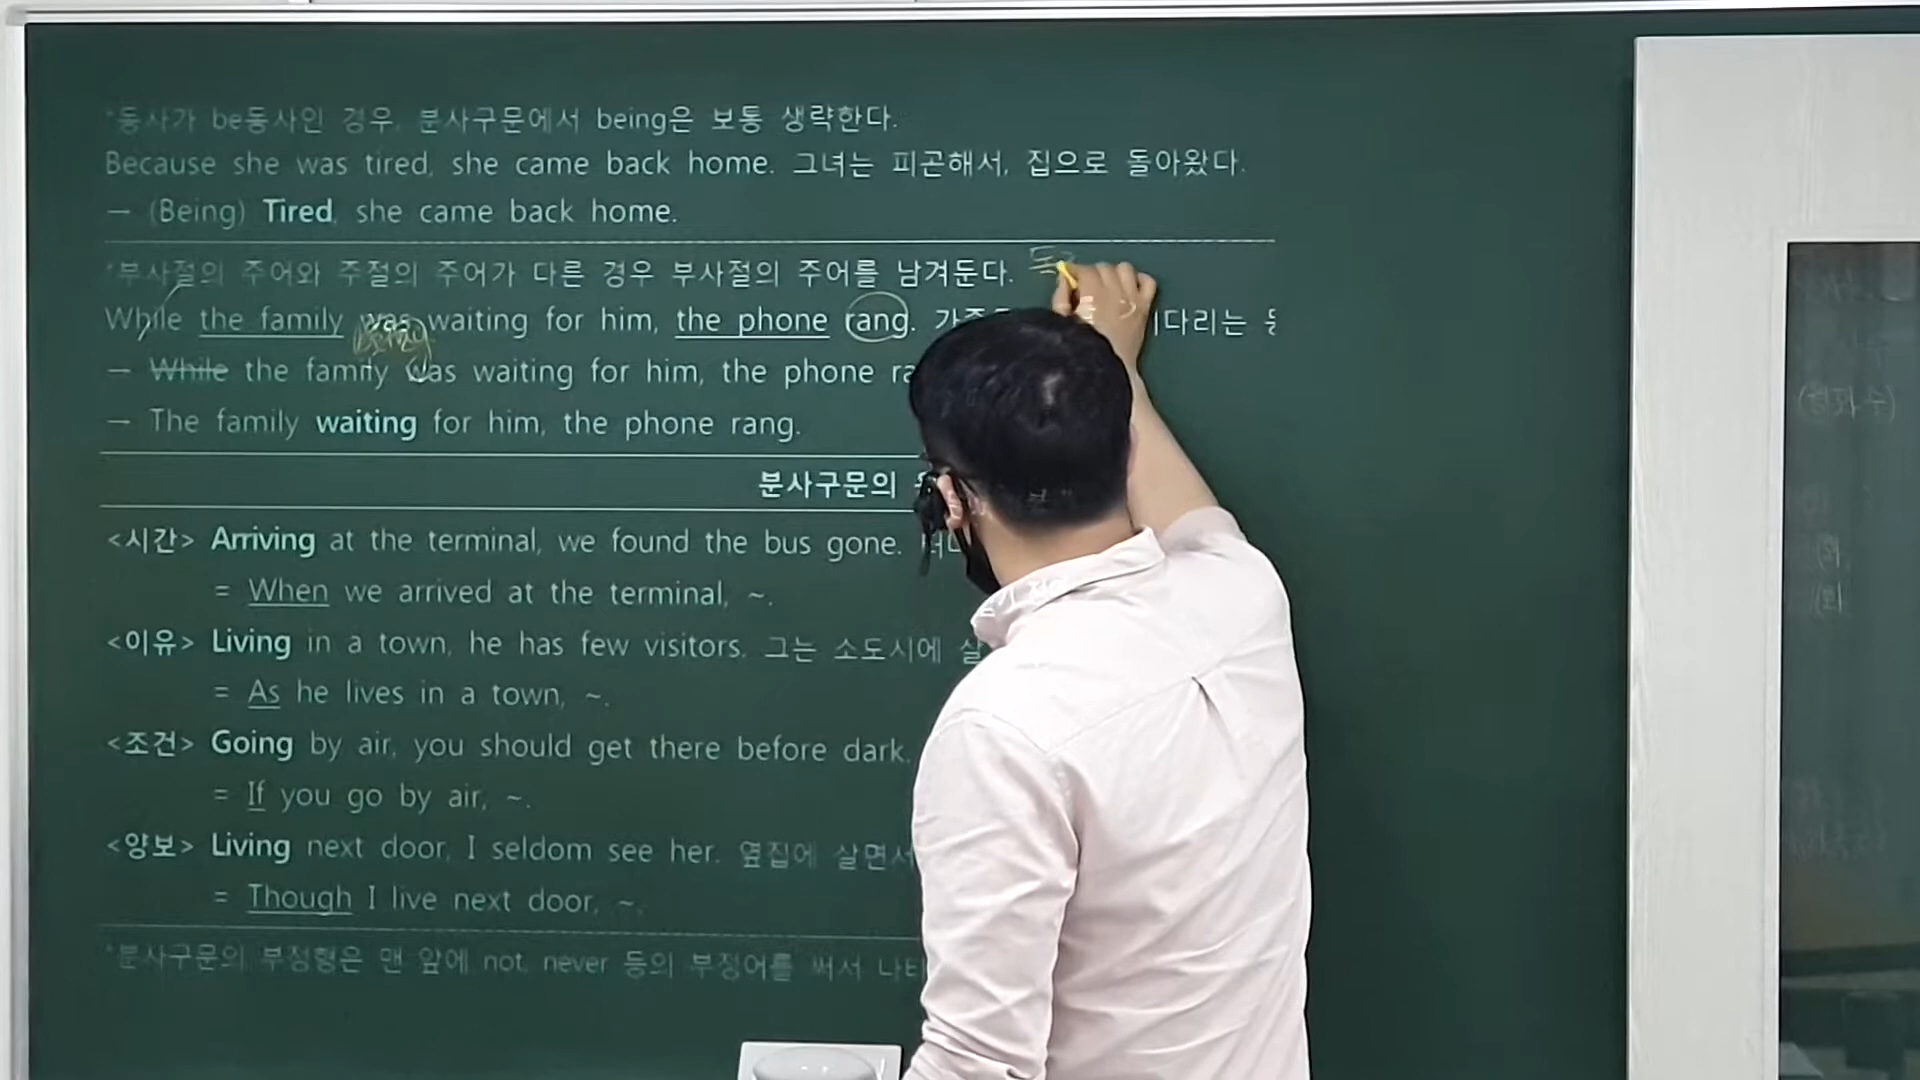 *동사가 be동사인 경우, 분사구문에서 being은 보통 생략한다.
Because she was tired, she came back home. 그녀는 피곤해서, 집으로 돌아왔다.
— (Being) Tired, she came back home.
*부사절의 주어와 주절의 주어가 다른 경우 부사절의 주어를 남겨둔다.
While the family was waiting for him, the phone rang.
being
— While the family was waiting for him, the phone
— The family waiting for him, the phone rang.
분사구문의
<시간> Arriving at the terminal, we found the bus gone.
= When we arrived at the terminal, ~.
<이유> Living in a town, he has few visitors. 그는 소도시에
= As he lives in a town, ~.
<조건> Going by air, you should get there before dark.
= If you go by air, ~.
<양보> Living next door, I seldom see her. 옆집에 살면서
= Though I live next door, ~.
*분사구문의 부정형은 맨 앞에 not, never 등의 부정어를 써서